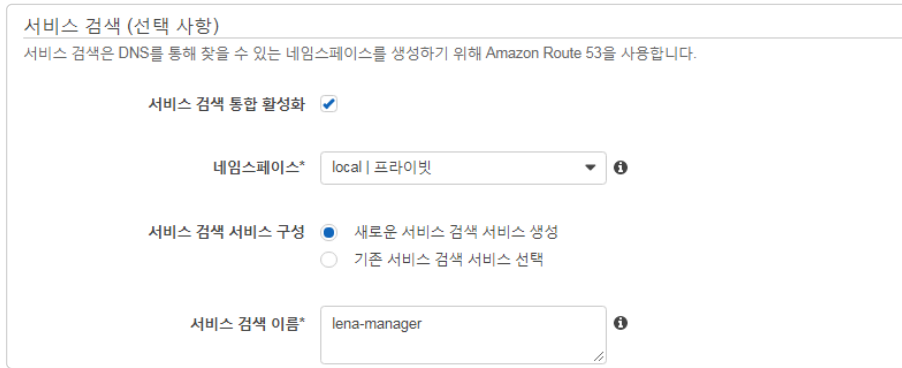 서비스 검색 (선택 사항)
서비스 검색은 DNS를 통해 찾을 수 있는 네임스페이스를 생성하기 위해 Amazon Route 53을 사용합니다.
서비스 검색 통합 활성화
네임스페이스* local | 프라이빗
서비스 검색 서비스 구성 새로운 서비스 검색 서비스 생성
기존 서비스 검색 서비스 선택
서비스 검색 이름* lena-manager